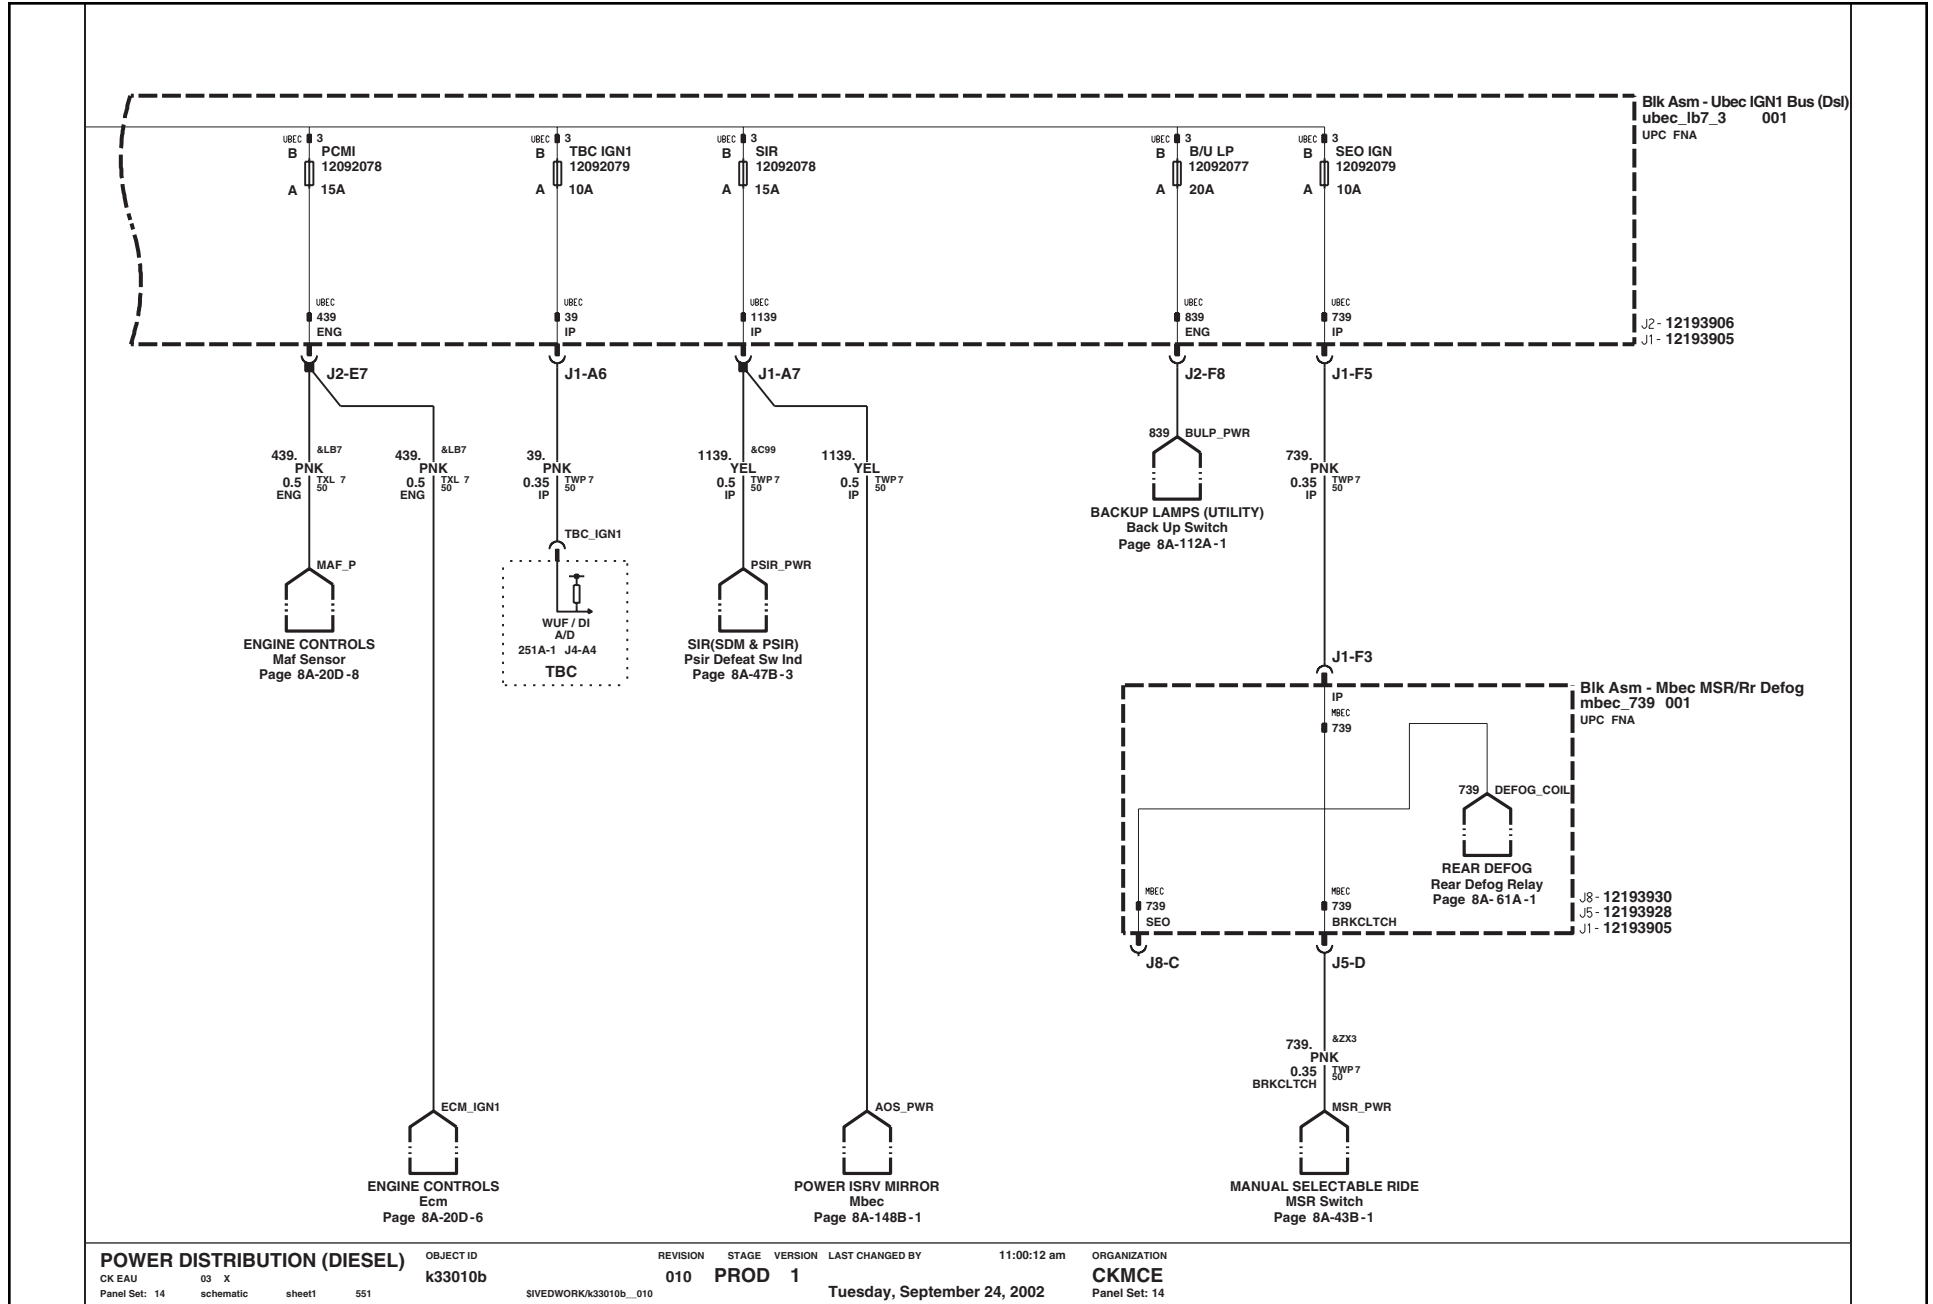 Blk Asm - Ubec IGN1 Bus (Dsl)
ubec_lb7_3 001
UPC FNA
UBEC 3
B PCMI
12092078
A 15A
UBEC 3
B TBC IGN1
12092079
A 10A
UBEC 3
B SIR
12092078
A 15A
UBEC 3
B B/U LP
12092077
A 20A
UBEC 3
B SEO IGN
12092079
A 10A
UBEC
439
ENG
UBEC
39
IP
UBEC
1139
IP
UBEC
839
ENG
UBEC
739
IP
J2- 12193906
J1- 12193905
J2-E7
J1-A6
J1-A7
J2-F8
J1-F5
439. &LB7
PNK
0.5 TXL 7
50
ENG
439. &LB7
PNK
0.5 TXL 7
50
ENG
39.
PNK
0.35 TWP 7
50
IP
1139. &C99
YEL
0.5 TWP 7
50
IP
1139.
YEL
0.5 TWP 7
50
IP
839 BULP_PWR
BACKUP LAMPS (UTILITY)
Back Up Switch
Page 8A-112A-1
739.
PNK
0.35 TWP7
50
IP
TBC_IGN1
WUF / DI
A/D
251A-1 J4-A4
TBC
MAF_P
ENGINE CONTROLS
Maf Sensor
Page 8A-20D-8
PSIR_PWR
SIR(SDM & PSIR)
Psir Defeat Sw Ind
Page 8A-47B-3
J1-F3
Blk Asm - Mbec MSR/Rr Defog
mbec_739 001
UPC FNA
IP
MBEC
739
739 DEFOG_COIL
REAR DEFOG
Rear Defog Relay
Page 8A-61A-1
MBEC
739
SEO
MBEC
739
BRKCLTCH
J8- 12193930
J5- 12193928
J1- 12193905
J8-C
J5-D
739. &ZX3
PNK
0.35 TWP7
50
BRKCLTCH
ECM_IGN1
ENGINE CONTROLS
Ecm
Page 8A-20D-6
AOS_PWR
POWER ISRV MIRROR
Mbec
Page 8A-148B-1
MSR_PWR
MANUAL SELECTABLE RIDE
MSR Switch
Page 8A-43B-1
POWER DISTRIBUTION (DIESEL)
CK EAU 03 X
Panel Set: 14 schematic sheet1 551
OBJECT ID
k33010b
$IVEDWORK/k33010b__010
REVISION STAGE VERSION LAST CHANGED BY 11:00:12 am
010 PROD 1
Tuesday, September 24, 2002
ORGANIZATION
CKMCE
Panel Set: 14